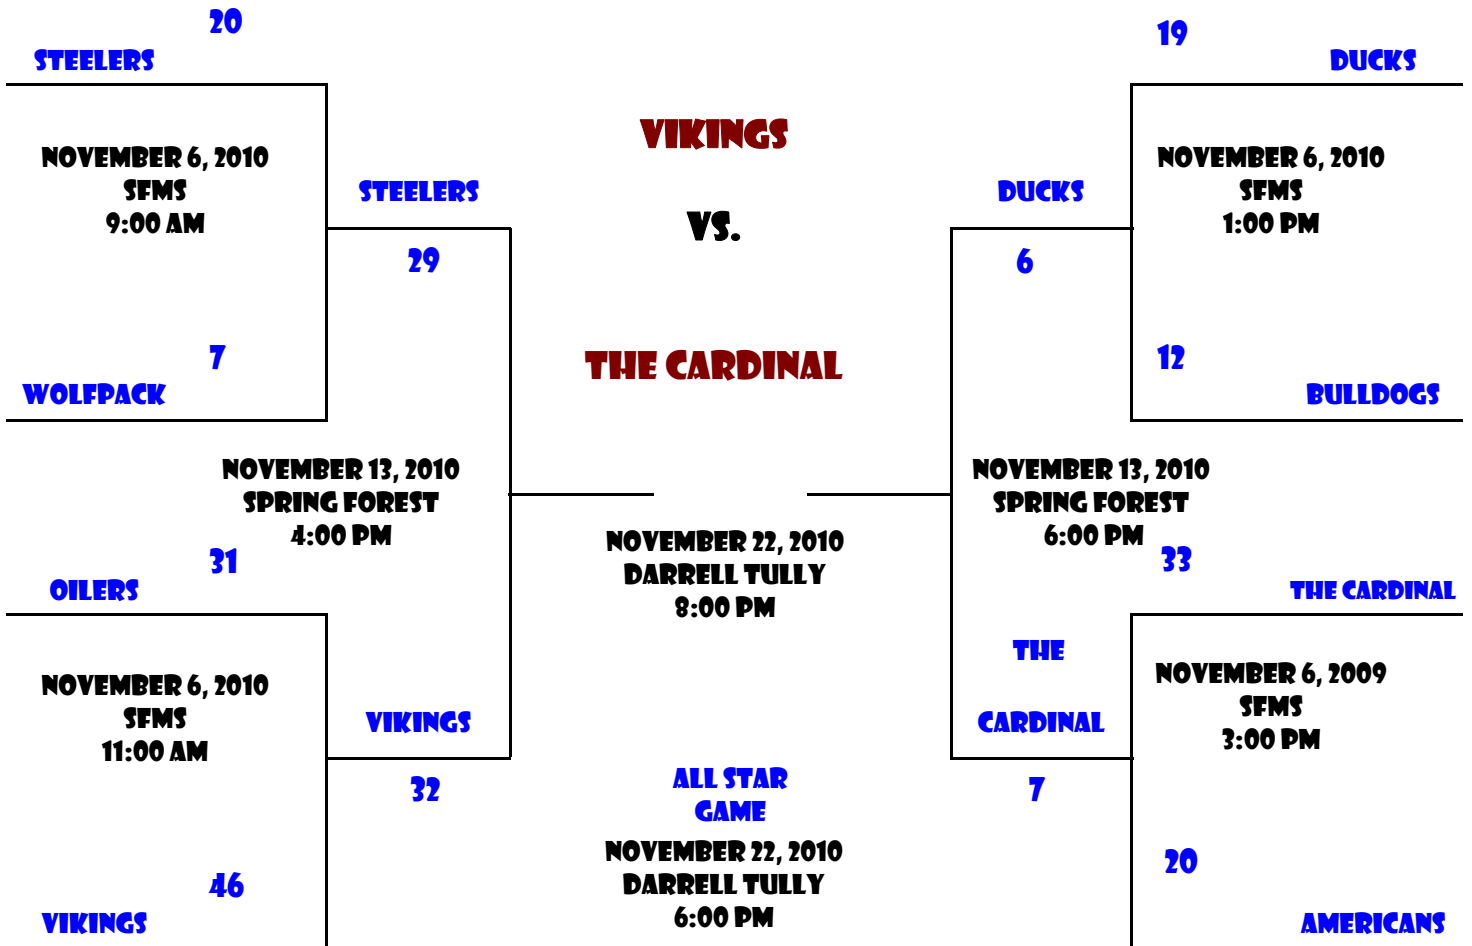 20
STEELERS
NOVEMBER 6, 2010
SFMS
9:00 AM
7
WOLFPACK
STEELERS
29
NOVEMBER 13, 2010
SPRING FOREST
4:00 PM
31
OILERS
NOVEMBER 6, 2010
SFMS
11:00 AM
46
VIKINGS
VIKINGS
32
VIKINGS
VS.
THE CARDINAL
NOVEMBER 22, 2010
DARRELL TULLY
8:00 PM
ALL STAR
GAME
NOVEMBER 22, 2010
DARRELL TULLY
6:00 PM
DUCKS
6
NOVEMBER 13, 2010
SPRING FOREST
6:00 PM
THE
CARDINAL
7
19
DUCKS
NOVEMBER 6, 2010
SFMS
1:00 PM
12
BULLDOGS
33
THE CARDINAL
NOVEMBER 6, 2009
SFMS
3:00 PM
20
AMERICANS